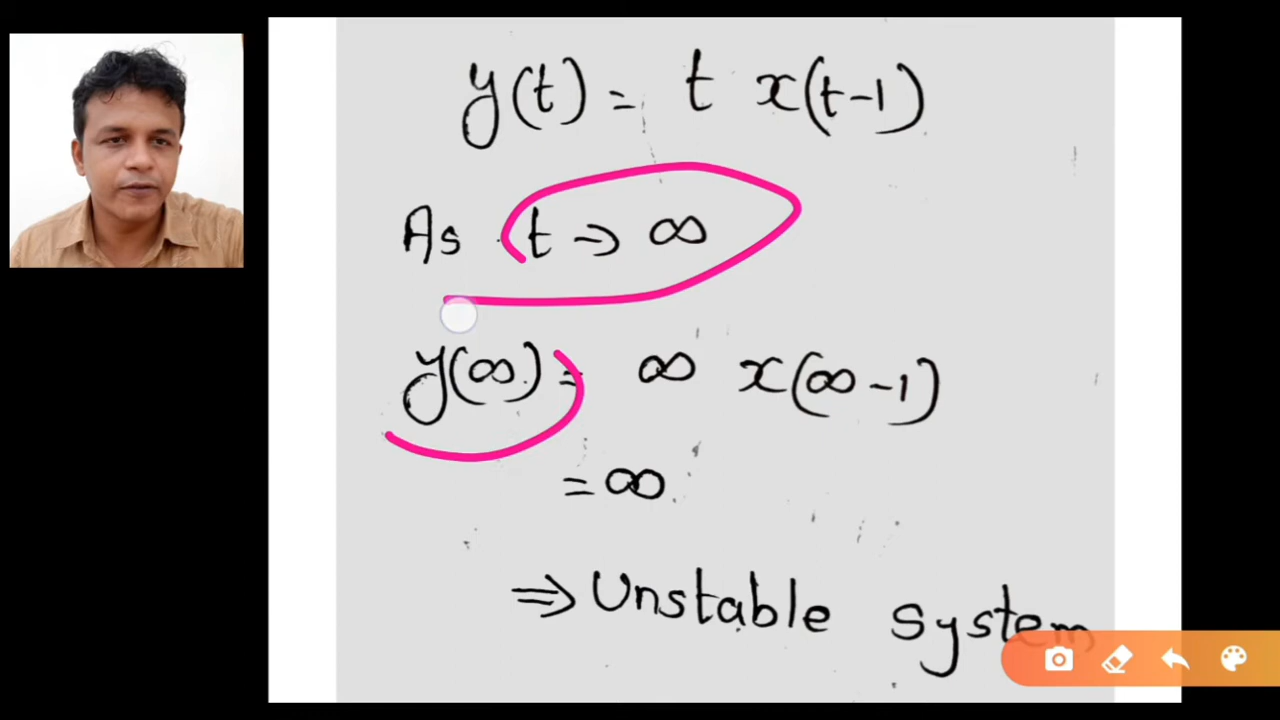 y(t) = t x(t-1)
As t → ∞
y(∞) = ∞ x(∞-1)
= ∞
⇒ Unstable system